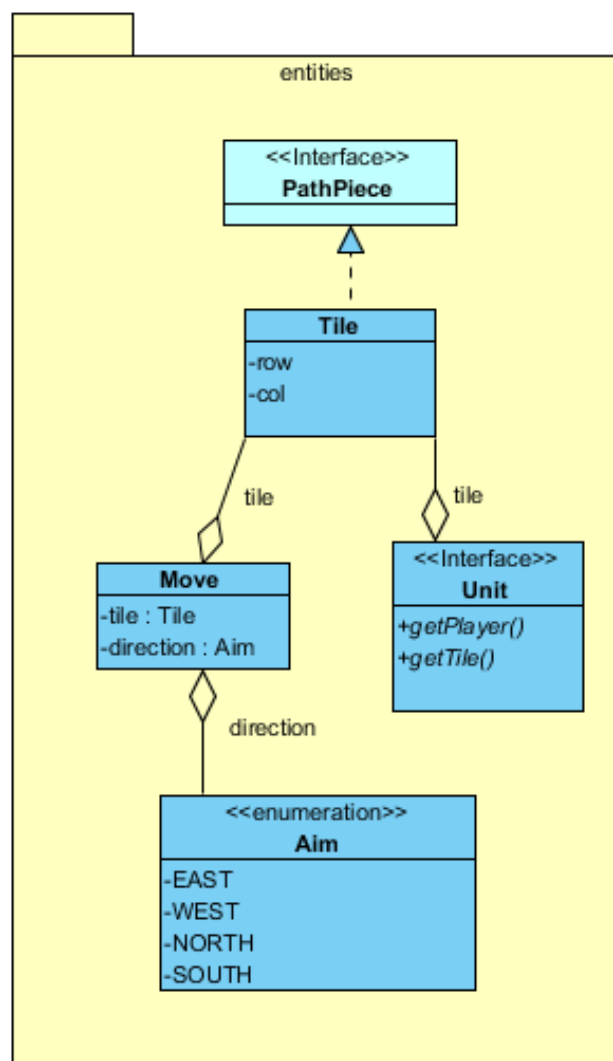 entities
<<Interface>>
PathPiece
Tile
-row
-col
tile
tile
Move
-tile : Tile
-direction : Aim
<<Interface>>
Unit
+getPlayer()
+getTile()
direction
<<enumeration>>
Aim
-EAST
-WEST
-NORTH
-SOUTH